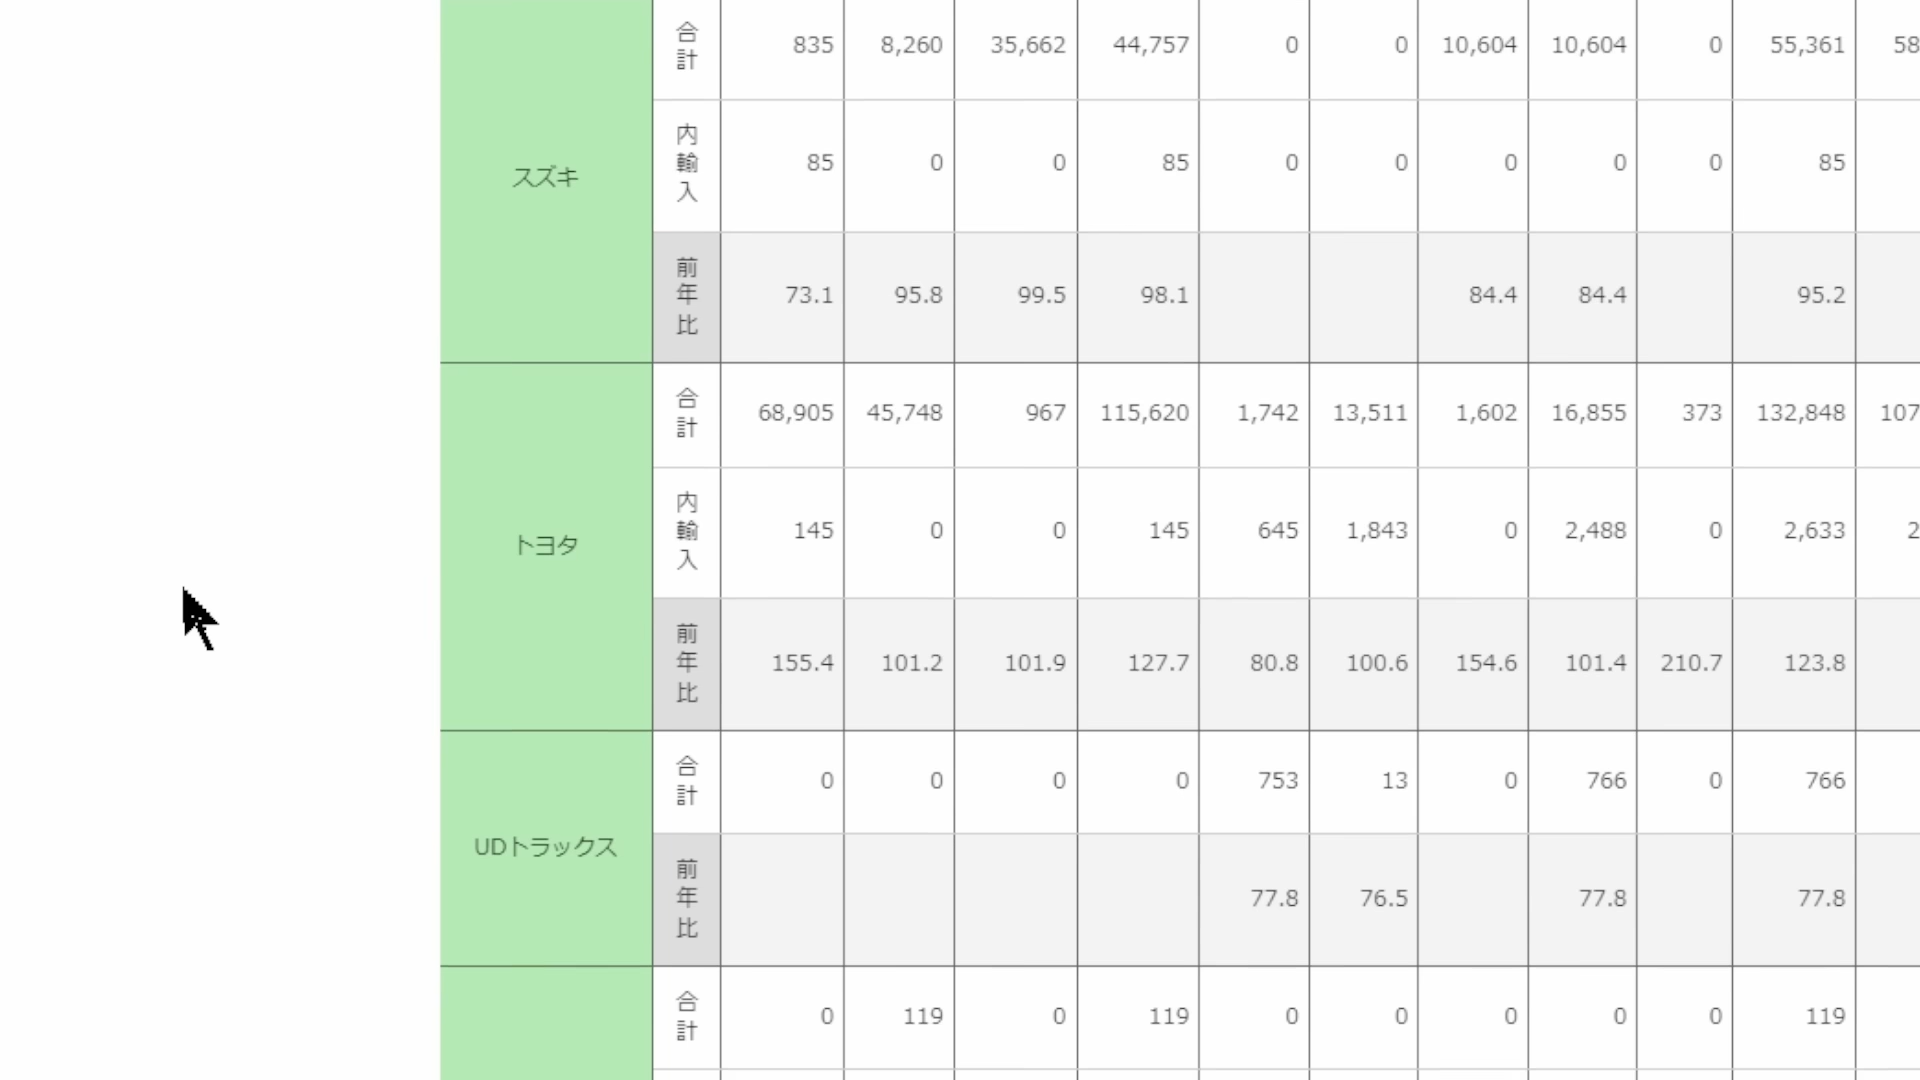 スズキ
合計 835 8,260 35,662 44,757 0 0 10,604 10,604 0 55,361 58
内輸入 85 0 0 85 0 0 0 0 0 85
前年比 73.1 95.8 99.5 98.1 84.4 84.4 95.2
トヨタ
合計 68,905 45,748 967 115,620 1,742 13,511 1,602 16,855 373 132,848 107
内輸入 145 0 0 145 645 1,843 0 2,488 0 2,633 2
前年比 155.4 101.2 101.9 127.7 80.8 100.6 154.6 101.4 210.7 123.8
UDトラックス
合計 0 0 0 0 753 13 0 766 0 766
前年比 77.8 76.5 77.8 77.8
合計 0 119 0 119 0 0 0 0 0 119